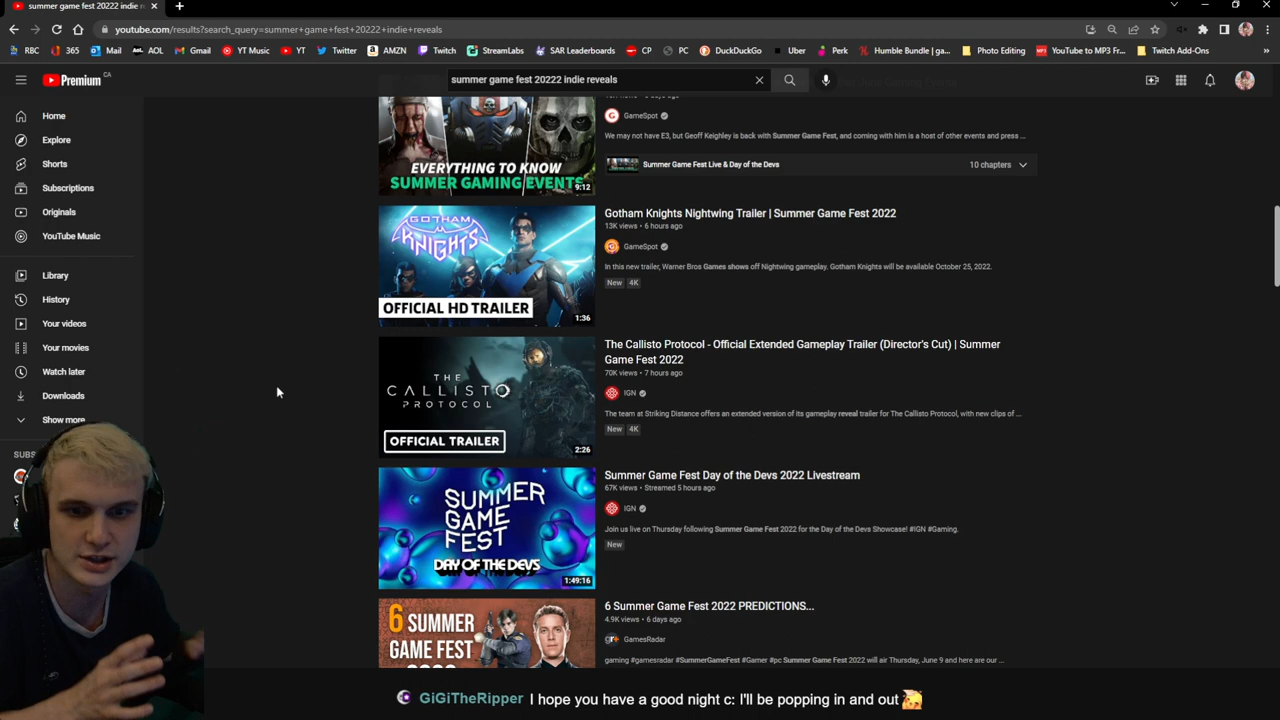 summer game fest 20222 indie re
youtube.com/results?search_query=summer+game+fest+20222+indie+reveals
RBC
365
Mail
AOL
Gmail
YT Music
YT
Twitter
AMZN
Twitch
StreamLabs
SAR Leaderboards
CP
PC
DuckDuckGo
Uber
Perk
Humble Bundle | ga...
Photo Editing
YouTube to MP3 Fr...
Twitch Add-Ons
Premium CA
summer game fest 20222 indie reveals
Home
Explore
Shorts
Subscriptions
Originals
YouTube Music
Library
History
Your videos
Your movies
Watch later
Downloads
Show more
SUBS
EVERYTHING TO KNOW
SUMMER GAMING EVENTS
9:12
GameSpot
We may not have E3, but Geoff Keighley is back with Summer Game Fest, and coming with him is a host of other events and press ...
Summer Game Fest Live & Day of the Devs
10 chapters
GOTHAM
KNIGHTS
OFFICIAL HD TRAILER
1:36
Gotham Knights Nightwing Trailer | Summer Game Fest 2022
13K views • 6 hours ago
GameSpot
In this new trailer, Warner Bros Games shows off Nightwing gameplay. Gotham Knights will be available October 25, 2022.
New 4K
THE
CALLISTO
PROTOCOL
OFFICIAL TRAILER
2:26
The Callisto Protocol - Official Extended Gameplay Trailer (Director's Cut) | Summer
Game Fest 2022
70K views • 7 hours ago
IGN
The team at Striking Distance offers an extended version of its gameplay reveal trailer for The Callisto Protocol, with new clips of ...
New 4K
SUMMER
GAME
FEST
DAY OF THE DEVS
1:49:16
Summer Game Fest Day of the Devs 2022 Livestream
67K views • Streamed 5 hours ago
IGN
Join us live on Thursday following Summer Game Fest 2022 for the Day of the Devs Showcase! #IGN #Gaming.
New
6 SUMMER
GAME FEST
6 Summer Game Fest 2022 PREDICTIONS...
4.9K views • 6 days ago
gr+ GamesRadar
gaming #gamesradar #SummerGameFest #Gamer #pc Summer Game Fest 2022 will air Thursday, June 9 and here are our ...
GiGiTheRipper I hope you have a good night c: I'll be popping in and out